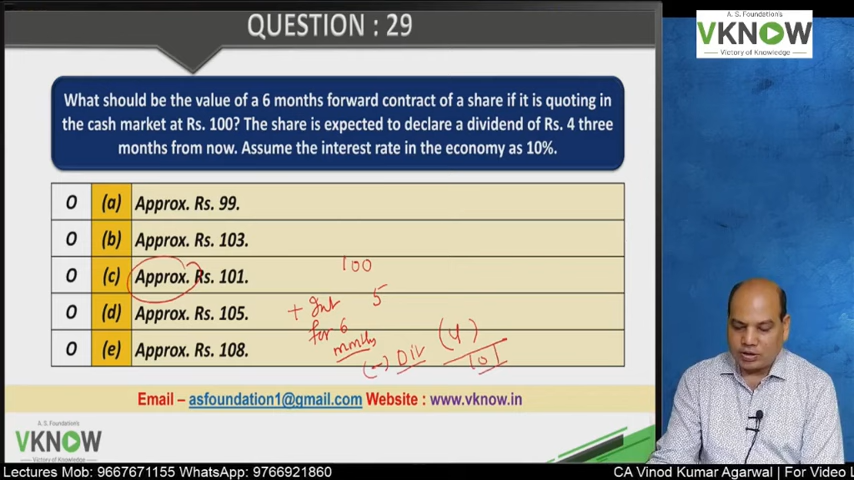 QUESTION : 29
A. S. Foundation's
VKNOW
Victory of Knowledge
What should be the value of a 6 months forward contract of a share if it is quoting in
the cash market at Rs. 100? The share is expected to declare a dividend of Rs. 4 three
months from now. Assume the interest rate in the economy as 10%.
O (a) Approx. Rs. 99.
O (b) Approx. Rs. 103.
O (c) Approx. Rs. 101.
O (d) Approx. Rs. 105.
O (e) Approx. Rs. 108.
100
+ Int 5
for 6
months
(-) Div (4)
101
Email – asfoundation1@gmail.com Website : www.vknow.in
A. S. Foundation's
VKNOW
Victory of Knowledge
Lectures Mob: 9667671155 WhatsApp: 9766921860
CA Vinod Kumar Agarwal | For Video L